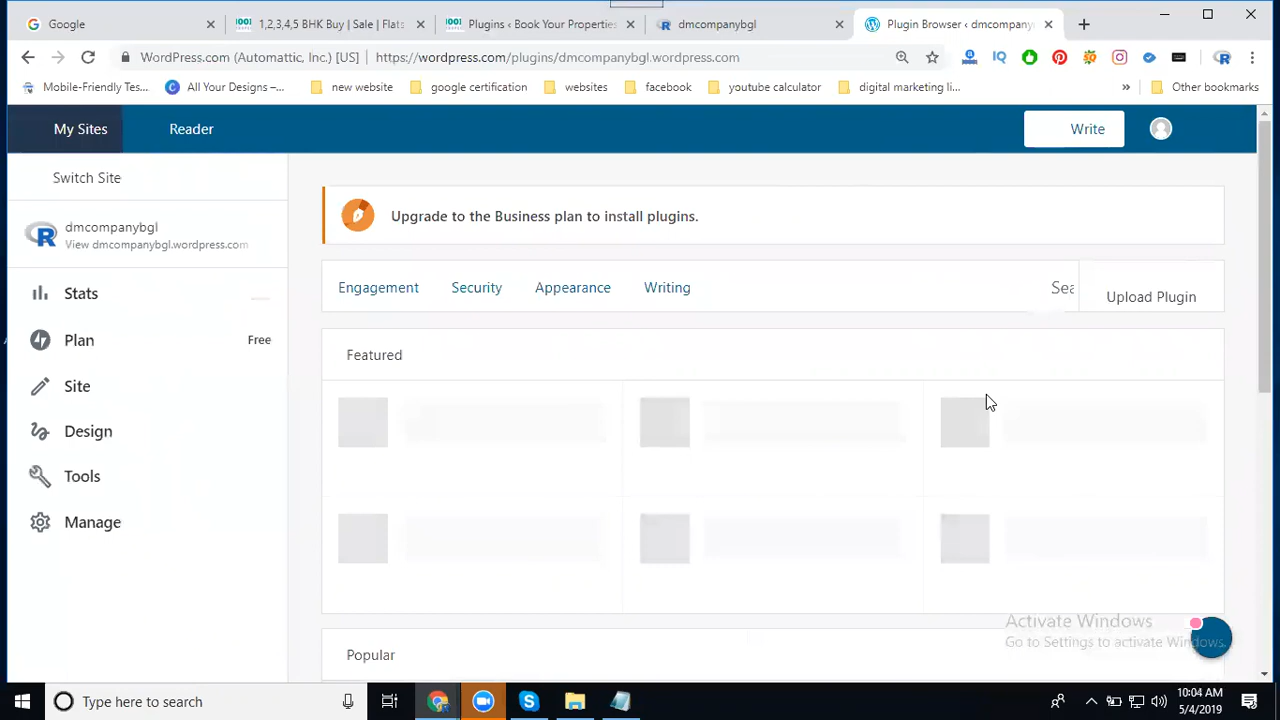 Google
1,2,3,4,5 BHK Buy | Sale | Flats
Plugins < Book Your Properties
dmcompanybgl
Plugin Browser < dmcompany
WordPress.com (Automattic, Inc.) [US] | https://wordpress.com/plugins/dmcompanybgl.wordpress.com
Mobile-Friendly Tes...
All Your Designs –...
new website
google certification
websites
facebook
youtube calculator
digital marketing li...
»
Other bookmarks
My Sites
Reader
Write
Switch Site
dmcompanybgl
View dmcompanybgl.wordpress.com
Stats
Plan
Free
Site
Design
Tools
Manage
Upgrade to the Business plan to install plugins.
Engagement
Security
Appearance
Writing
Sea
Upload Plugin
Featured
Popular
Activate Windows
Go to Settings to activate Windows.
Type here to search
10:04 AM
5/4/2019